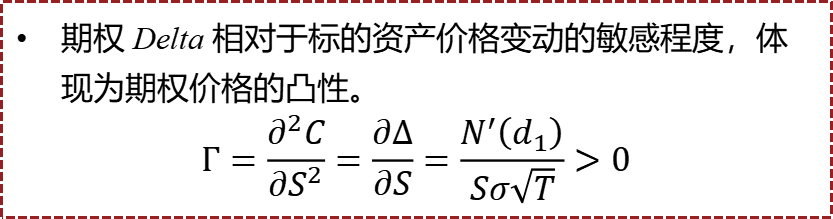 • 期权 Delta 相对于标的资产价格变动的敏感程度，体
现为期权价格的凸性。
Γ = ∂²C/∂S² = ∂Δ/∂S = N′(d₁)/(Sσ√T) > 0